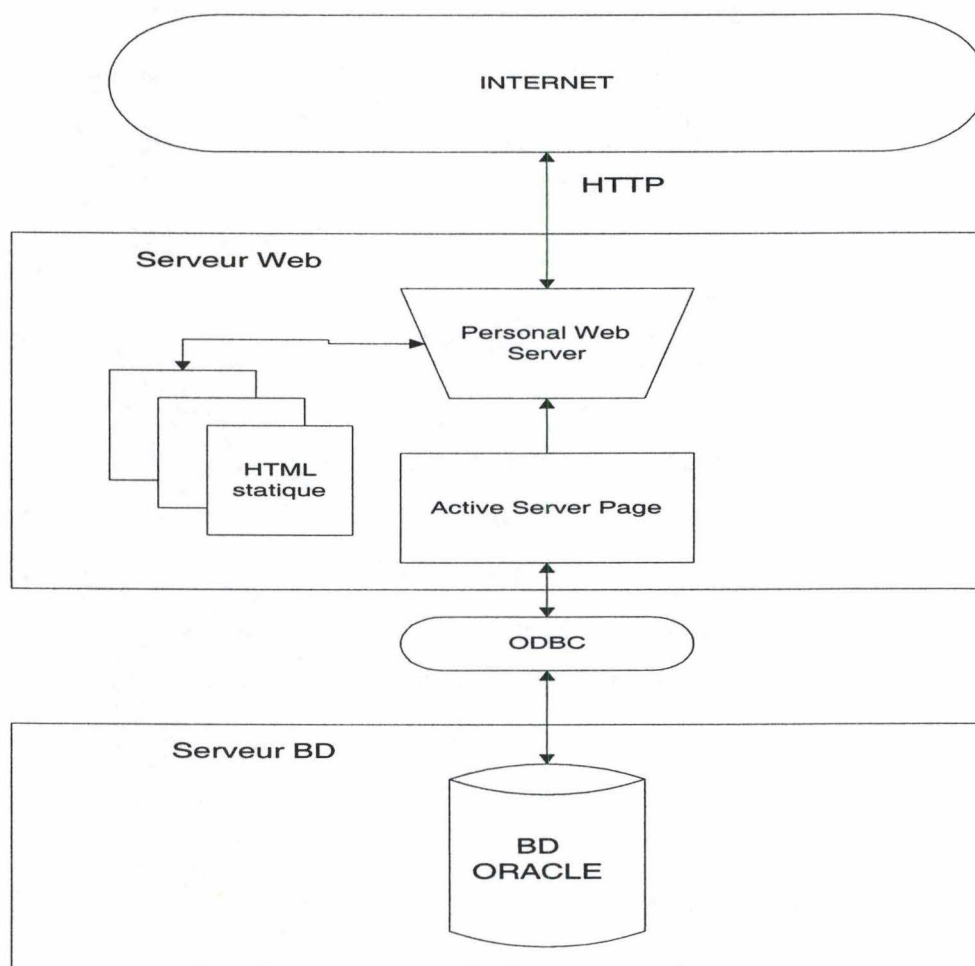 INTERNET
HTTP
Serveur Web
Personal Web
Server
HTML
statique
Active Server Page
ODBC
Serveur BD
BD
ORACLE